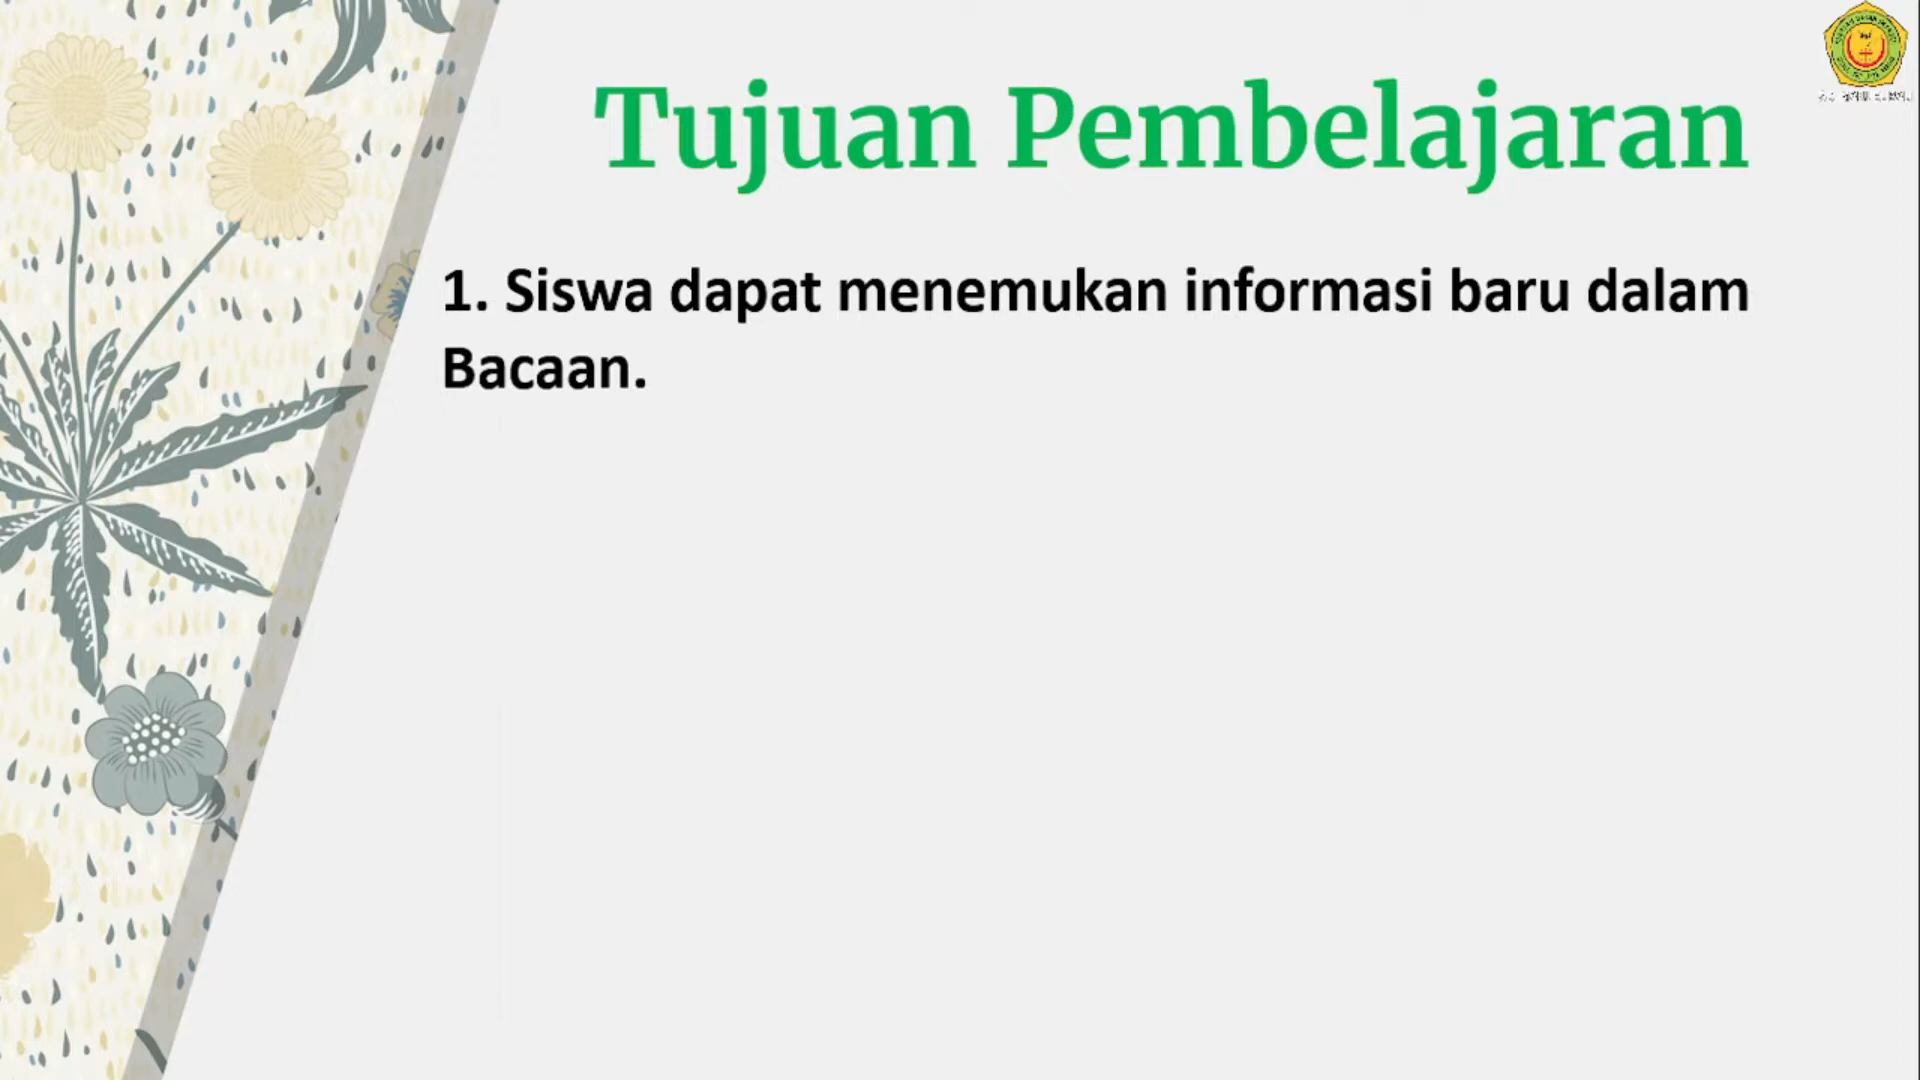 Tujuan Pembelajaran
1. Siswa dapat menemukan informasi baru dalam
Bacaan.